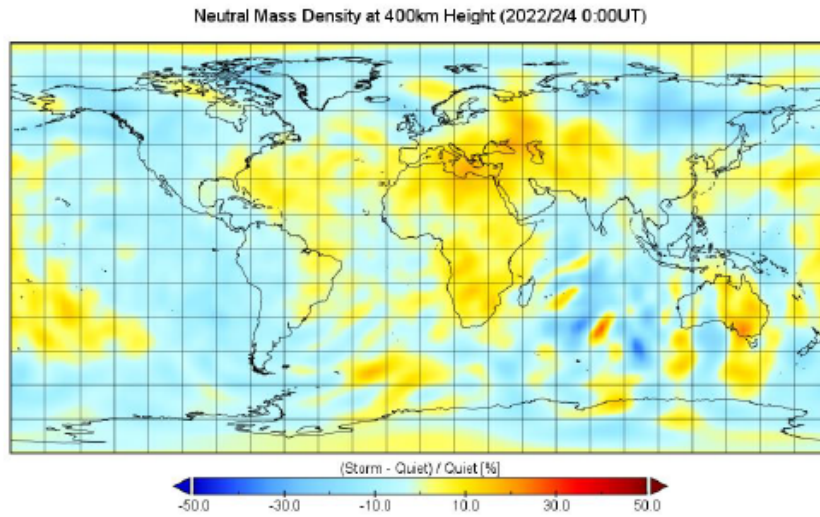 Neutral Mass Density at 400km Height (2022/2/4 0:00UT)
(Storm - Quiet) / Quiet [%]
-50.0 -30.0 -10.0 10.0 30.0 50.0